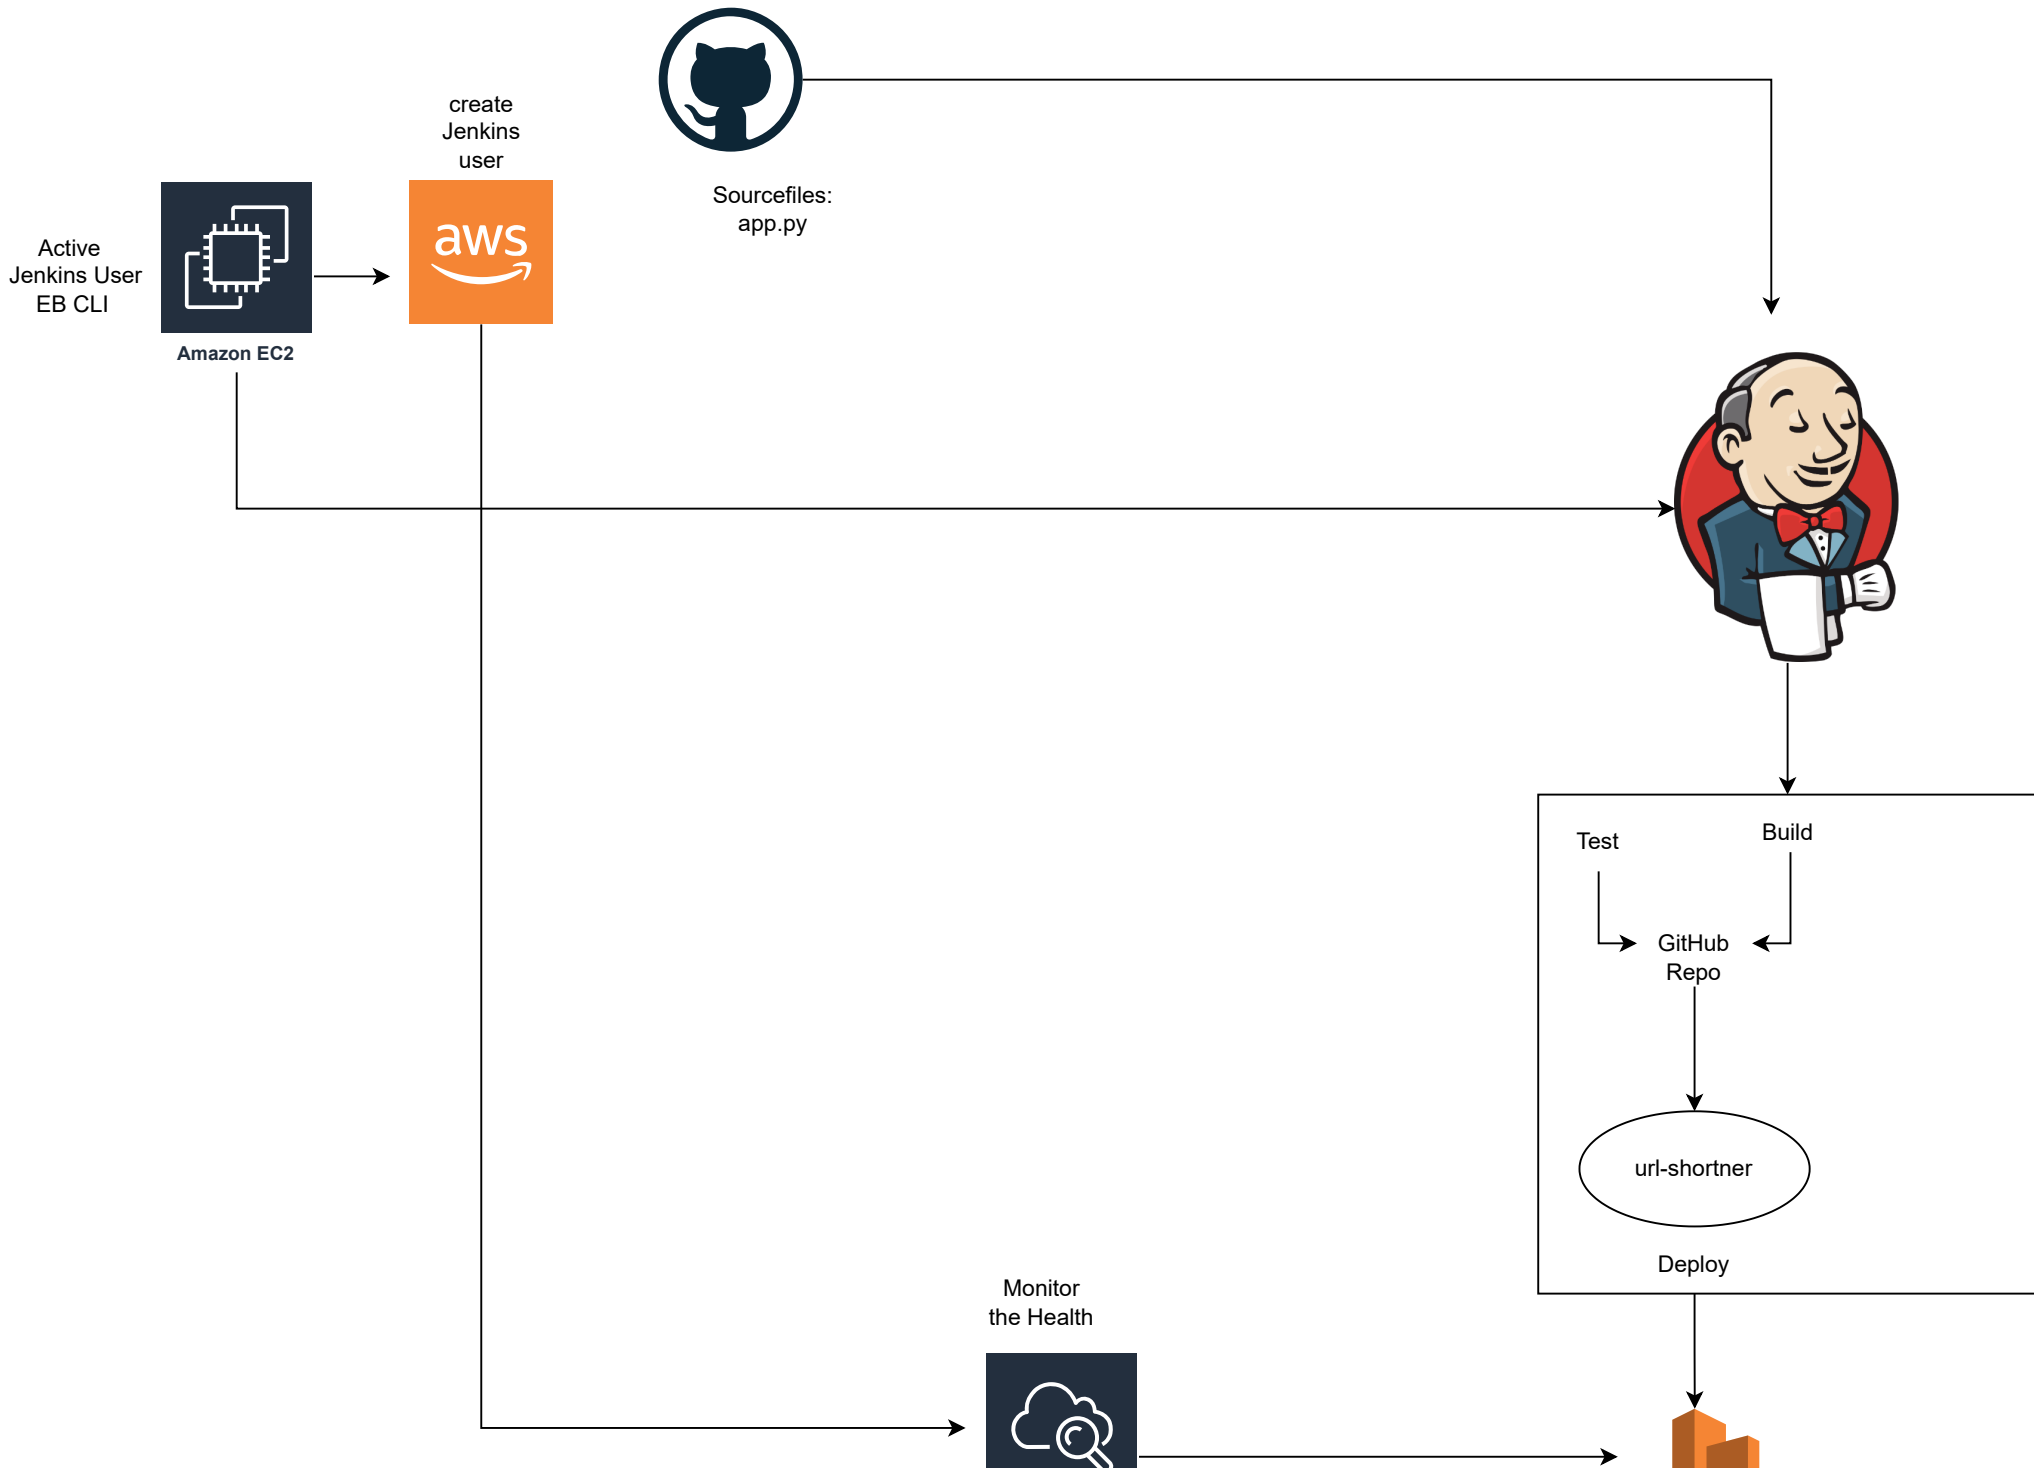 create
Jenkins
user
Sourcefiles:
app.py
Active
Jenkins User
EB CLI
aws
Amazon EC2
Test
Build
GitHub
Repo
url-shortner
Deploy
Monitor
the Health